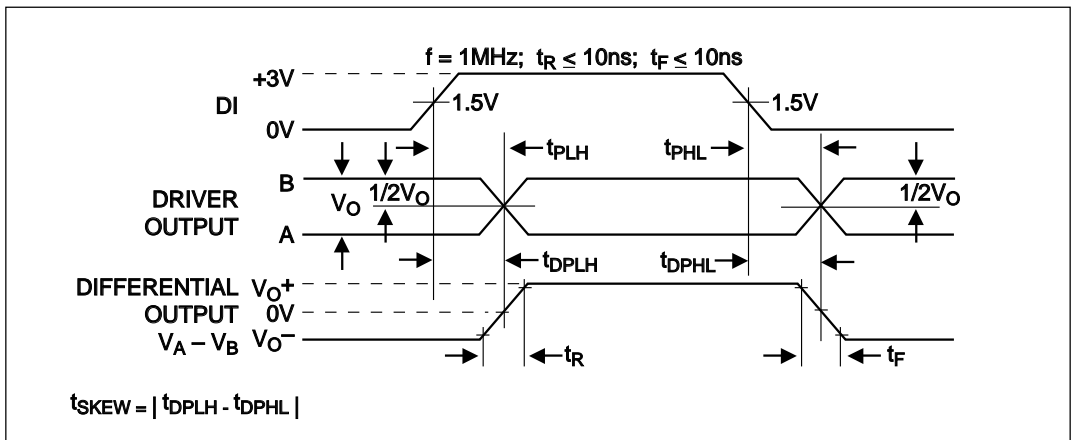 f = 1MHz; tR ≤ 10ns; tF ≤ 10ns
+3V
DI
1.5V
1.5V
0V
tPLH
tPHL
B
DRIVER
OUTPUT
VO
1/2VO
1/2VO
A
tDPLH
tDPHL
DIFFERENTIAL
OUTPUT
VA – VB
VO+
0V
VO–
tR
tF
tSKEW = | tDPLH - tDPHL |